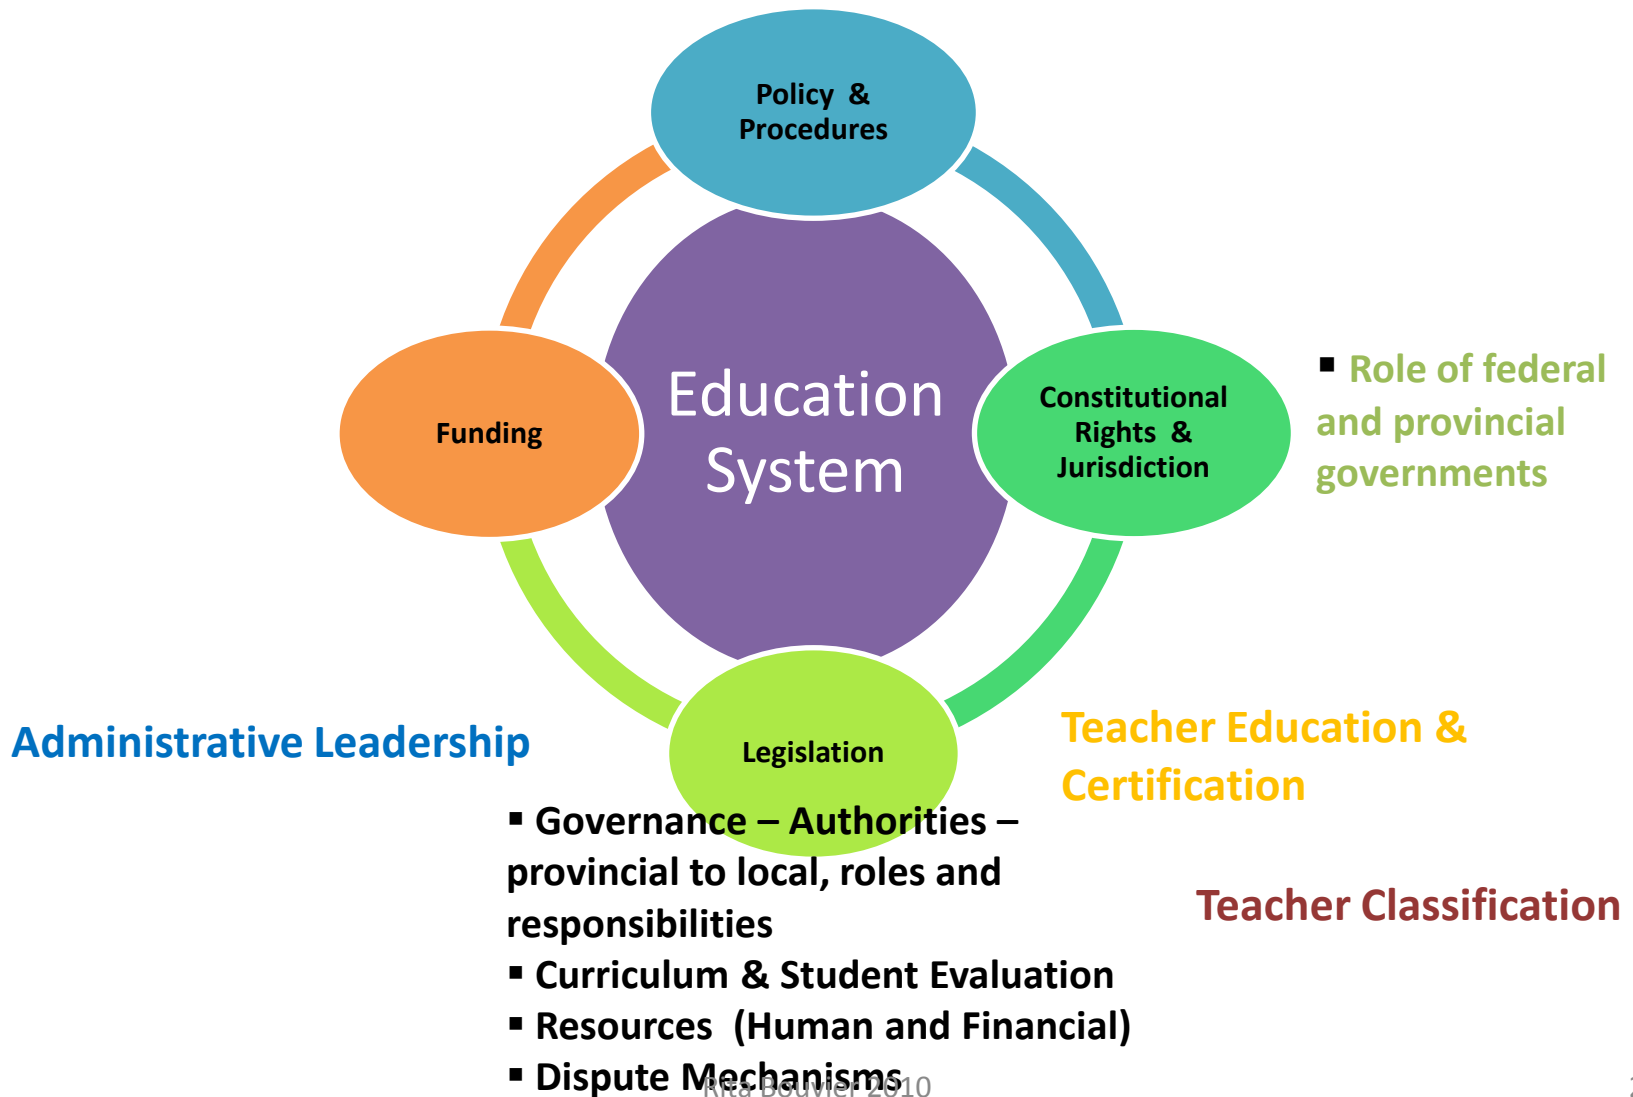 Policy &
Procedures
Education
System
Funding
Constitutional
Rights &
Jurisdiction
▪ Role of federal
and provincial
governments
Administrative Leadership
Legislation
Teacher Education &
Certification
▪ Governance – Authorities –
provincial to local, roles and
responsibilities
Teacher Classification
▪ Curriculum & Student Evaluation
▪ Resources (Human and Financial)
▪ Dispute Mechanisms
Rita Bouvier 2010